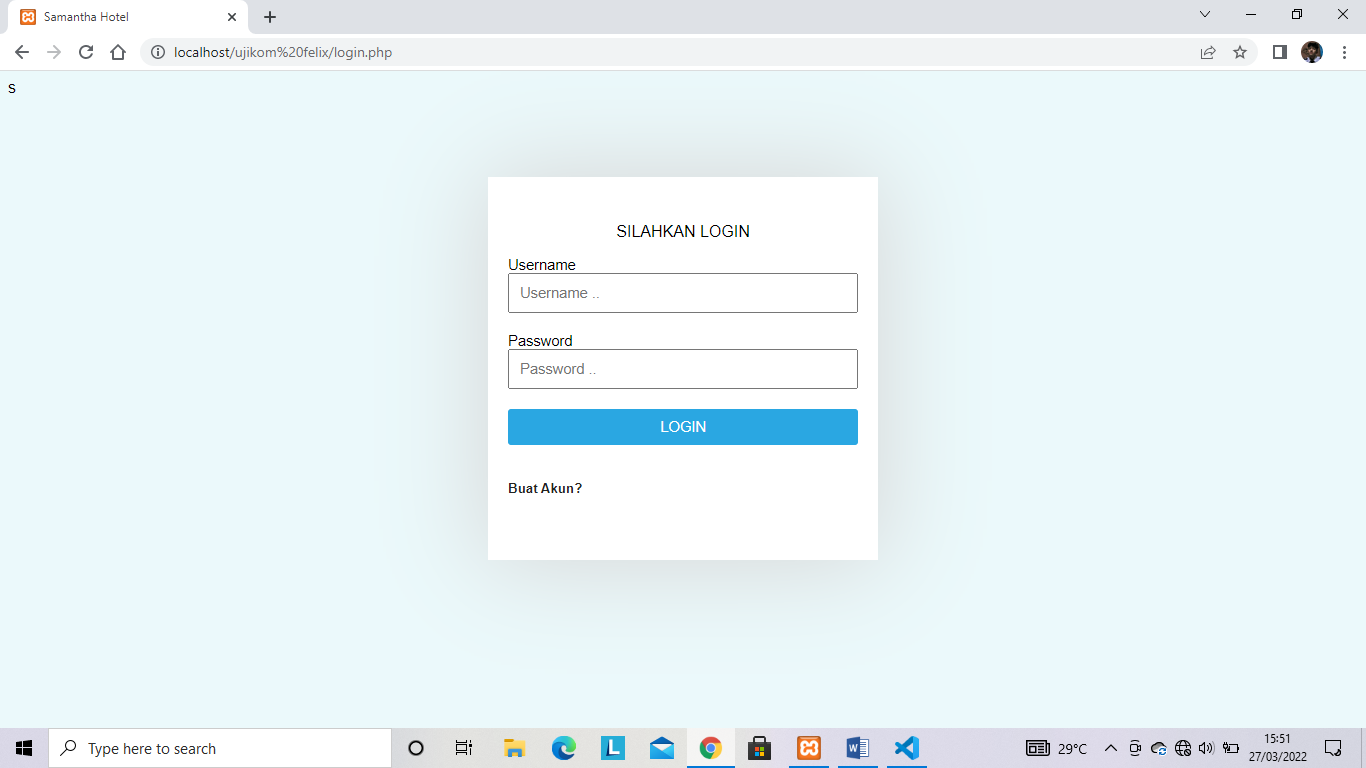 Samantha Hotel
localhost/ujikom%20felix/login.php
S
SILAHKAN LOGIN
Username
Username ..
Password
Password ..
LOGIN
Buat Akun?
Type here to search
L
W
29°C
15:51
27/03/2022